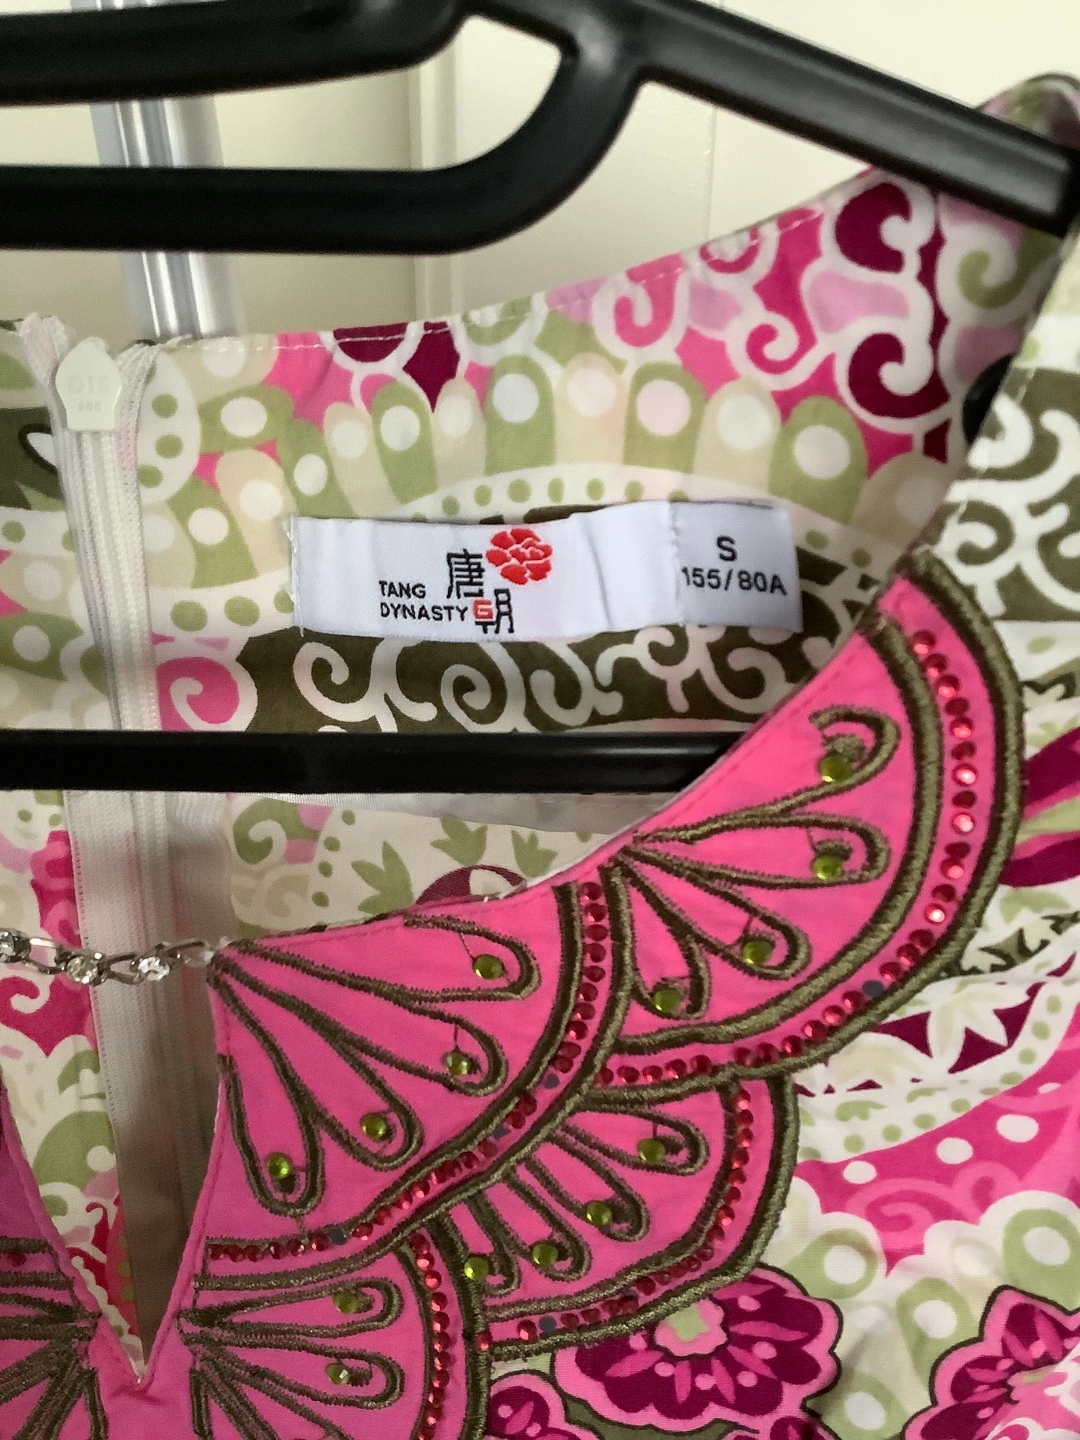 唐朝
TANG
DYNASTY
S
155/80A